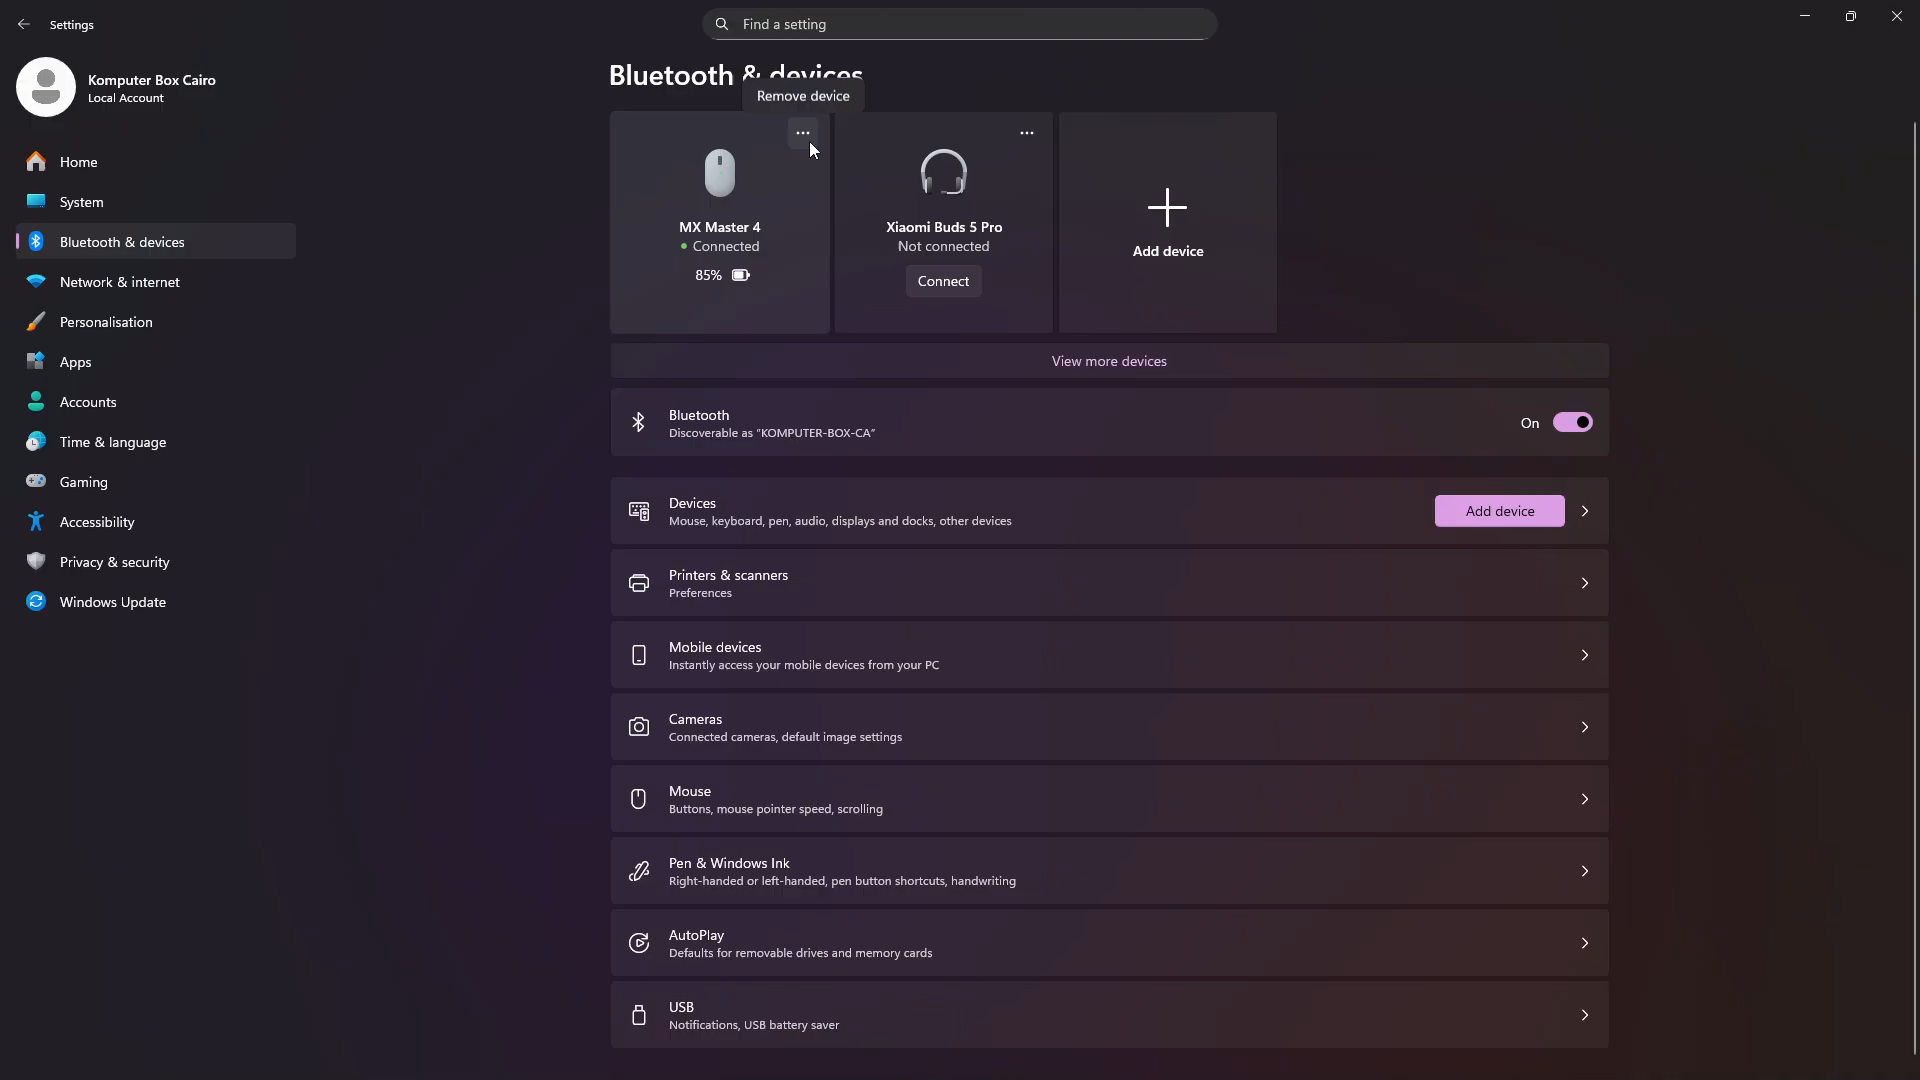 Settings
Find a setting
Komputer Box Cairo
Local Account
Home
System
Bluetooth & devices
Network & internet
Personalisation
Apps
Accounts
Time & language
Gaming
Accessibility
Privacy & security
Windows Update
Bluetooth & devices
Remove device
MX Master 4
Connected
85%
Xiaomi Buds 5 Pro
Not connected
Connect
Add device
View more devices
Bluetooth
Discoverable as "KOMPUTER-BOX-CA"
On
Devices
Mouse, keyboard, pen, audio, displays and docks, other devices
Add device
Printers & scanners
Preferences
Mobile devices
Instantly access your mobile devices from your PC
Cameras
Connected cameras, default image settings
Mouse
Buttons, mouse pointer speed, scrolling
Pen & Windows Ink
Right-handed or left-handed, pen button shortcuts, handwriting
AutoPlay
Defaults for removable drives and memory cards
USB
Notifications, USB battery saver